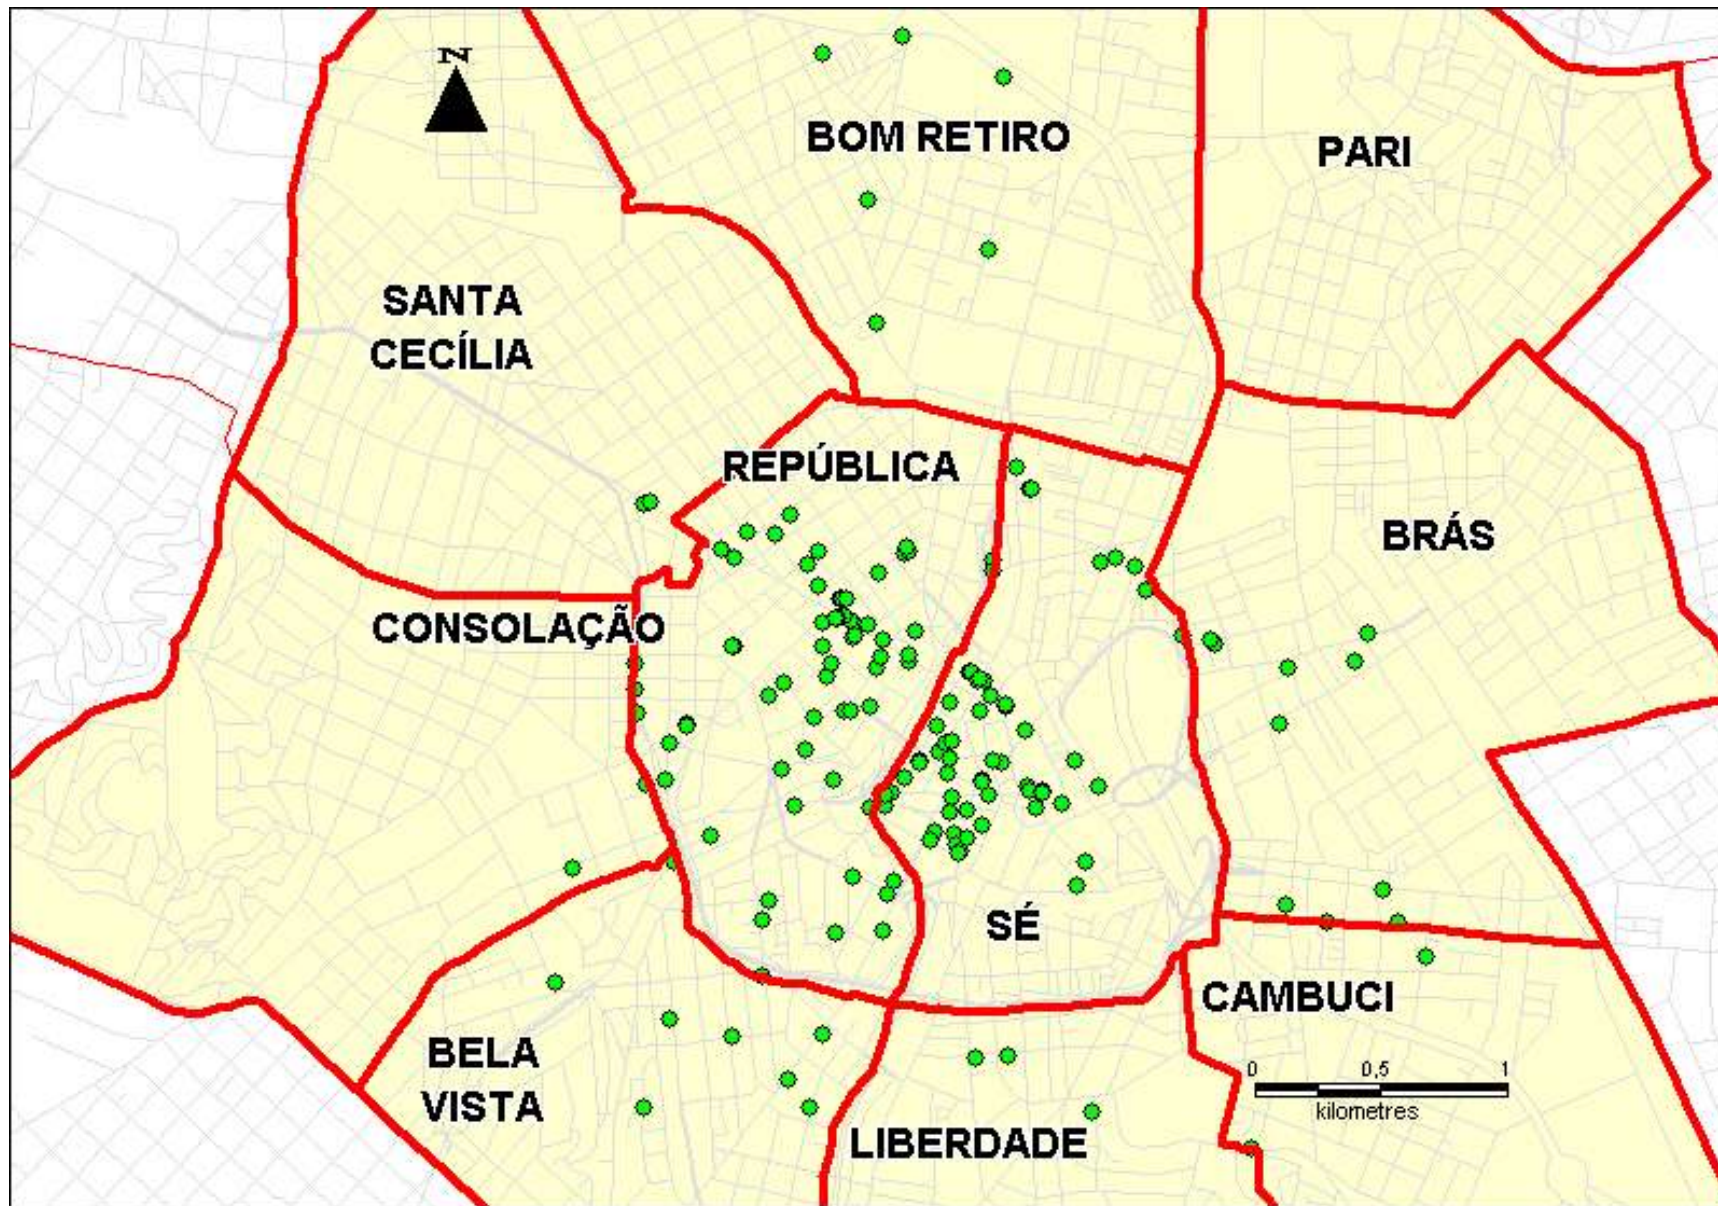 N
BOM RETIRO
PARI
SANTA
CECÍLIA
REPÚBLICA
BRÁS
CONSOLAÇÃO
SÉ
CAMBUCI
BELA
VISTA
0 0,5 1
kilometres
LIBERDADE